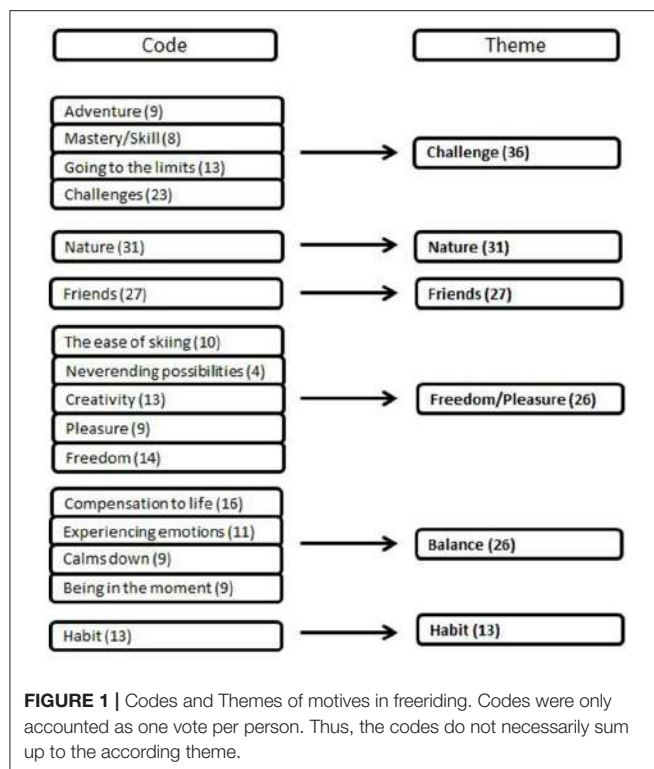 Code
Theme
Adventure (9)
Mastery/Skill (8)
Going to the limits (13)
Challenges (23)
Challenge (36)
Nature (31)
Nature (31)
Friends (27)
Friends (27)
The ease of skiing (10)
Neverending possibilities (4)
Creativity (13)
Pleasure (9)
Freedom (14)
Freedom/Pleasure (26)
Compensation to life (16)
Experiencing emotions (11)
Calms down (9)
Being in the moment (9)
Balance (26)
Habit (13)
Habit (13)
FIGURE 1 | Codes and Themes of motives in freeriding. Codes were only
accounted as one vote per person. Thus, the codes do not necessarily sum
up to the according theme.